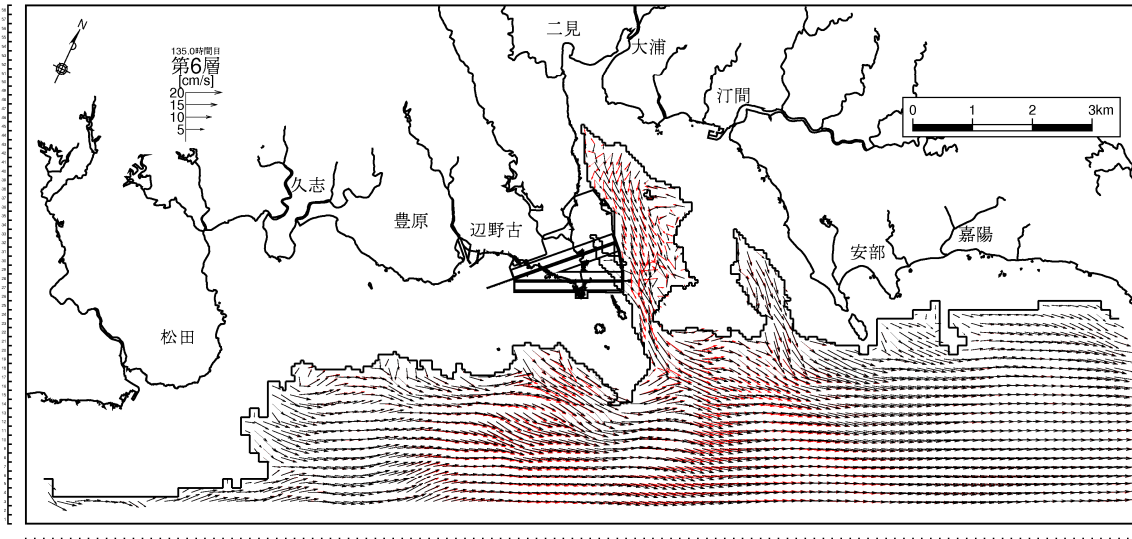 N
135.0時間目
第6層
[cm/s]
20
15
10
5
二見
大浦
汀間
0 1 2 3km
久志
豊原
辺野古
安部
嘉陽
松田